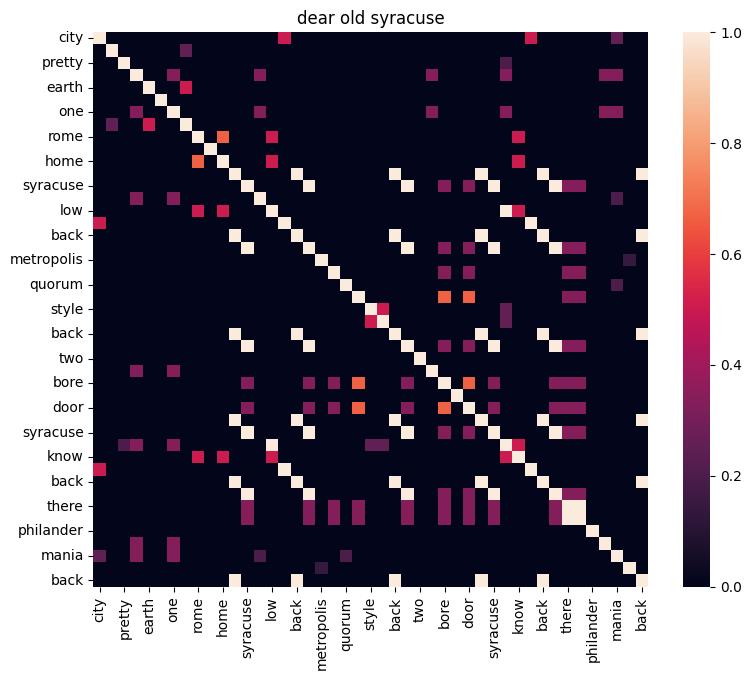 dear old syracuse
city
pretty
earth
one
rome
home
syracuse
low
back
metropolis
quorum
style
back
two
bore
door
syracuse
know
back
there
philander
mania
back
1.0
0.8
0.6
0.4
0.2
0.0
city
pretty
earth
one
rome
home
syracuse
low
back
metropolis
quorum
style
back
two
bore
door
syracuse
know
back
there
philander
mania
back